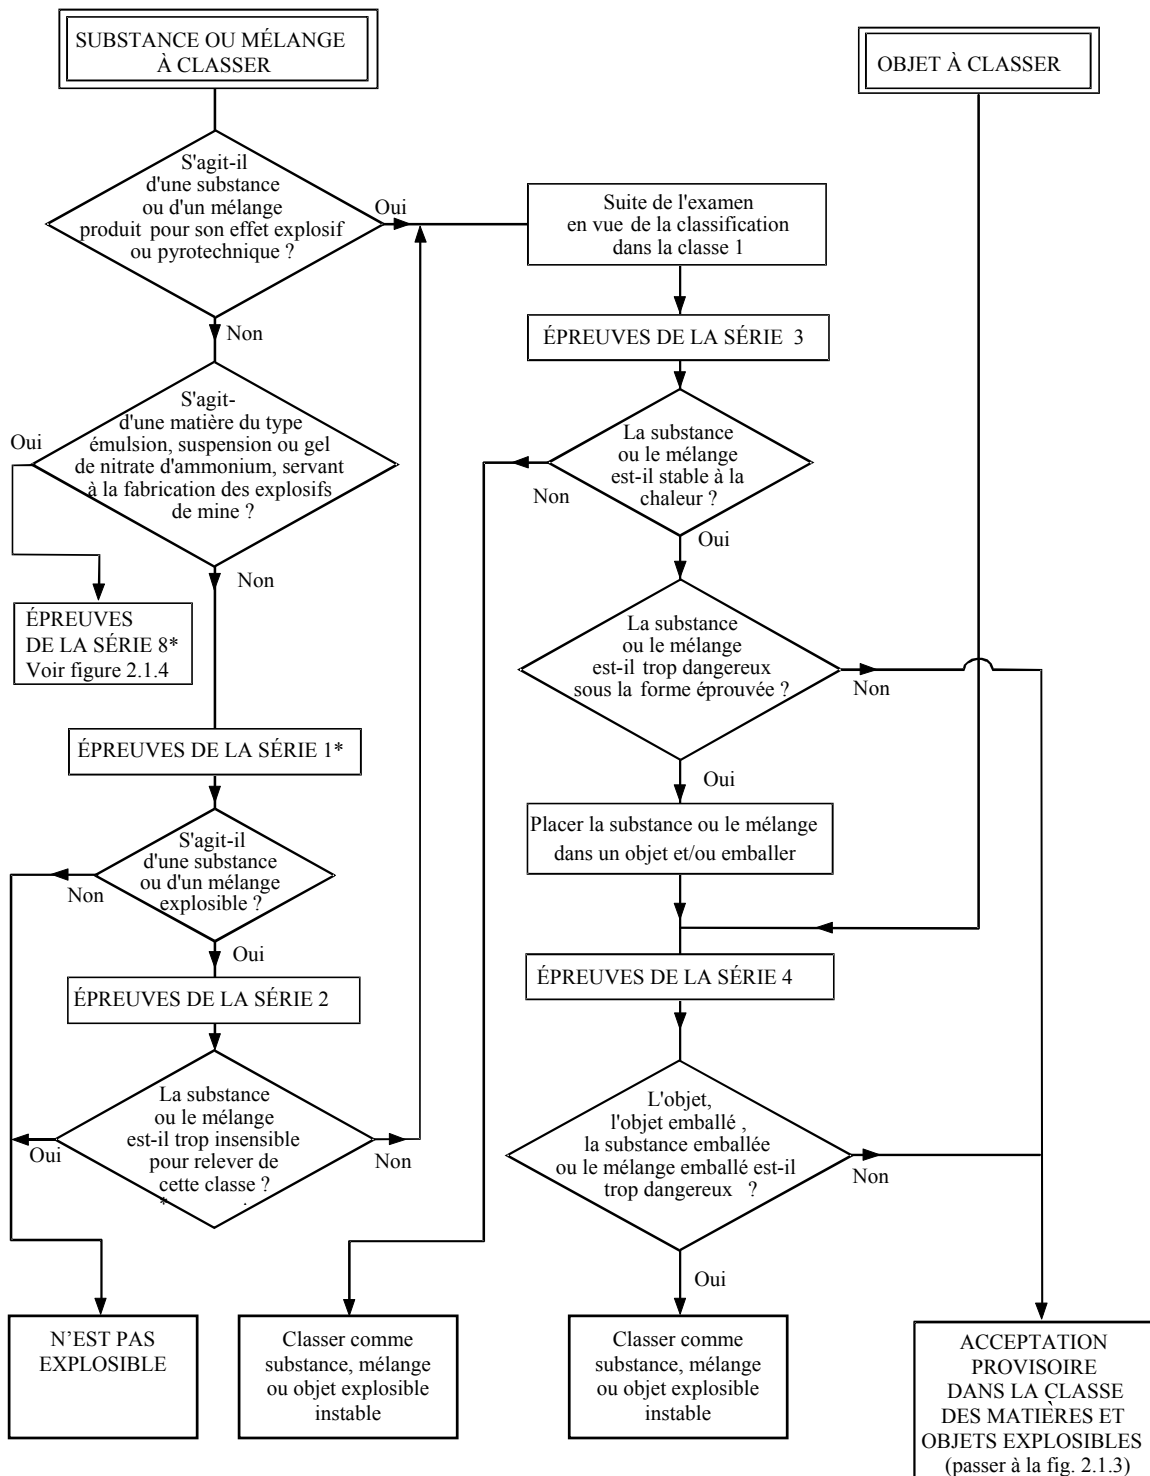 SUBSTANCE OU MÉLANGE
À CLASSER
OBJET À CLASSER
S'agit-il
d'une substance
ou d'un mélange
produit pour son effet explosif
ou pyrotechnique ?
Oui
Non
Suite de l'examen
en vue de la classification
dans la classe 1
ÉPREUVES DE LA SÉRIE 3
S'agit-
d'une matière du type
émulsion, suspension ou gel
de nitrate d'ammonium, servant
à la fabrication des explosifs
de mine ?
Oui
Non
La substance
ou le mélange
est-il stable à la
chaleur ?
Non
Oui
ÉPREUVES
DE LA SÉRIE 8*
Voir figure 2.1.4
La substance
ou le mélange
est-il trop dangereux
sous la forme éprouvée ?
Non
Oui
ÉPREUVES DE LA SÉRIE 1*
Placer la substance ou le mélange
dans un objet et/ou emballer
S'agit-il
d'une substance
ou d'un mélange
explosible ?
Non
Oui
ÉPREUVES DE LA SÉRIE 2
ÉPREUVES DE LA SÉRIE 4
La substance
ou le mélange
est-il trop insensible
pour relever de
cette classe ?
*
Oui
Non
L'objet,
l'objet emballé ,
la substance emballée
ou le mélange emballé est-il
trop dangereux ?
Non
Oui
N'EST PAS
EXPLOSIBLE
Classer comme
substance, mélange
ou objet explosible
instable
Classer comme
substance, mélange
ou objet explosible
instable
ACCEPTATION
PROVISOIRE
DANS LA CLASSE
DES MATIÈRES ET
OBJETS EXPLOSIBLES
(passer à la fig. 2.1.3)